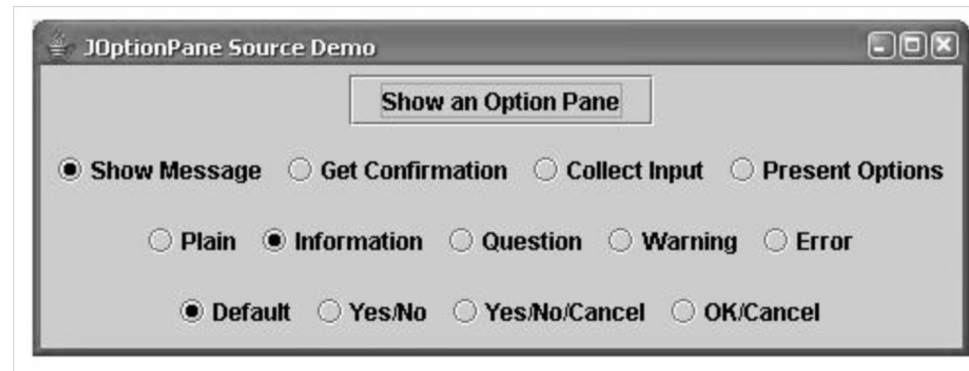 JOptionPane Source Demo
Show an Option Pane
Show Message Get Confirmation Collect Input Present Options
Plain Information Question Warning Error
Default Yes/No Yes/No/Cancel OK/Cancel